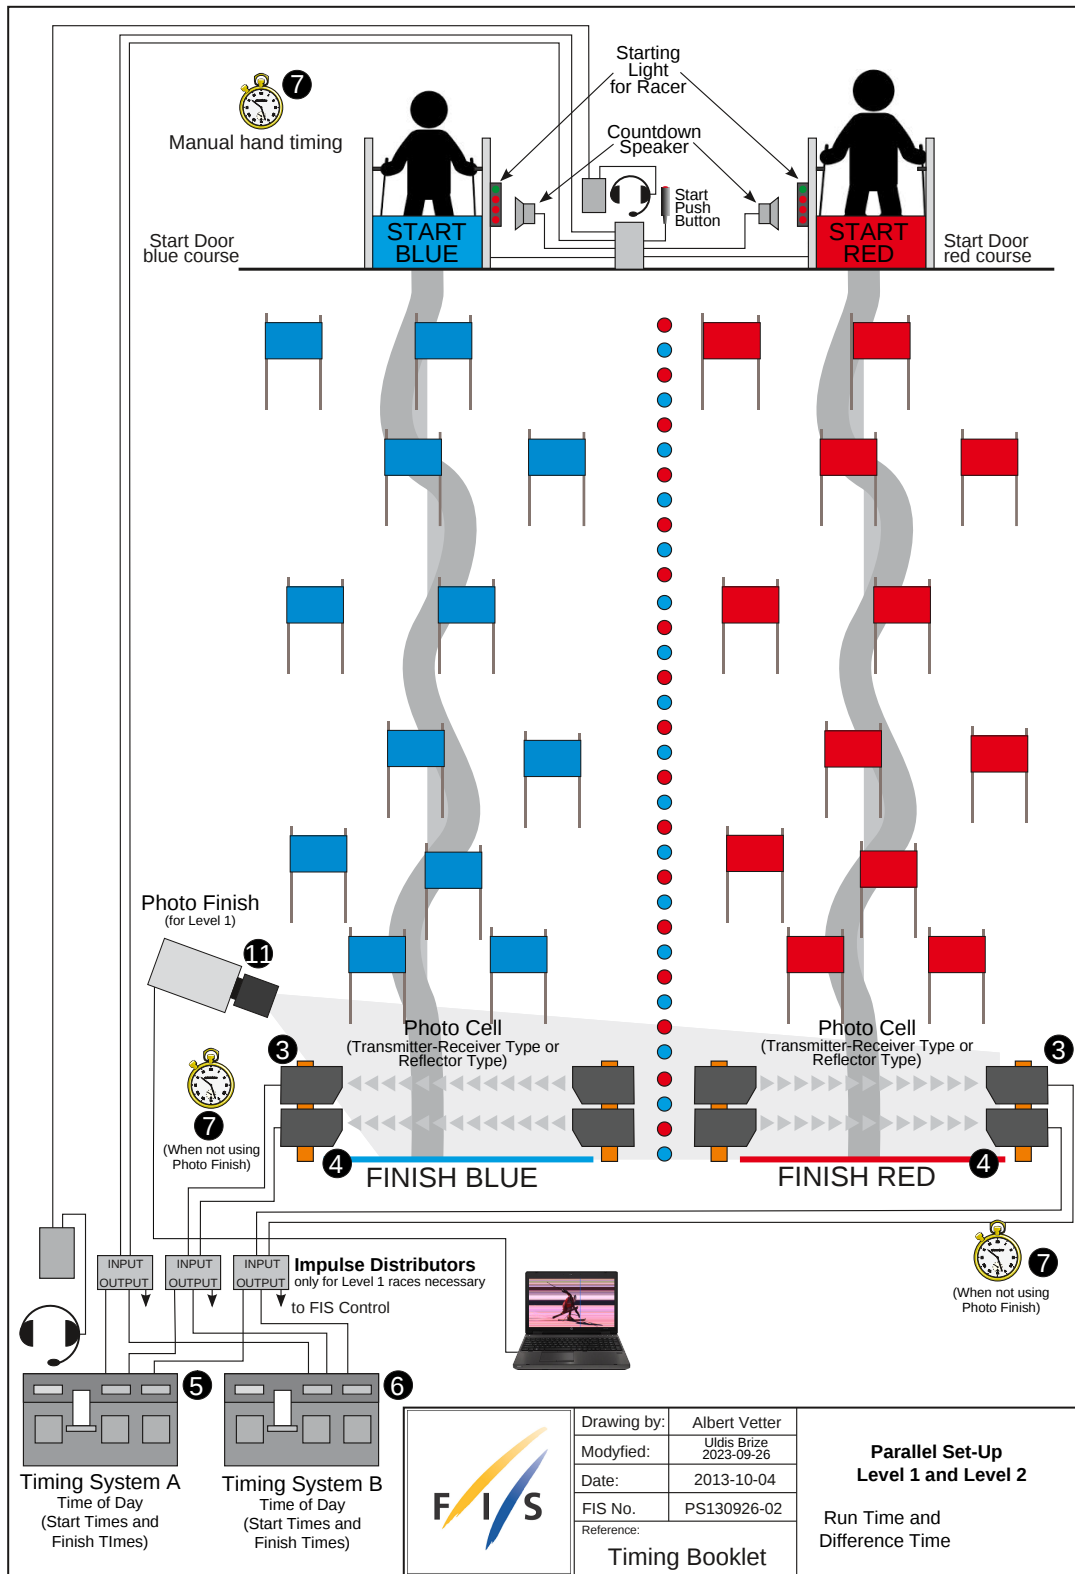 7
Manual hand timing
Starting
Light
for Racer
Countdown
Speaker
Start
Push
Button
START
BLUE
START
RED
Start Door
blue course
Start Door
red course
Photo Finish
(for Level 1)
11
Photo Cell
(Transmitter-Receiver Type or
Reflector Type)
Photo Cell
(Transmitter-Receiver Type or
Reflector Type)
3
3
7
(When not using
Photo Finish)
4
FINISH BLUE
FINISH RED
4
INPUT
OUTPUT
INPUT
OUTPUT
INPUT
OUTPUT
Impulse Distributors
only for Level 1 races necessary
to FIS Control
7
(When not using
Photo Finish)
5
6
Timing System A
Time of Day
(Start Times and
Finish TImes)
Timing System B
Time of Day
(Start Times and
Finish Times)
F I S
Drawing by: Albert Vetter
Modyfied: Uldis Brize
2023-09-26
Date: 2013-10-04
FIS No. PS130926-02
Reference:
Timing Booklet
Parallel Set-Up
Level 1 and Level 2
Run Time and
Difference Time